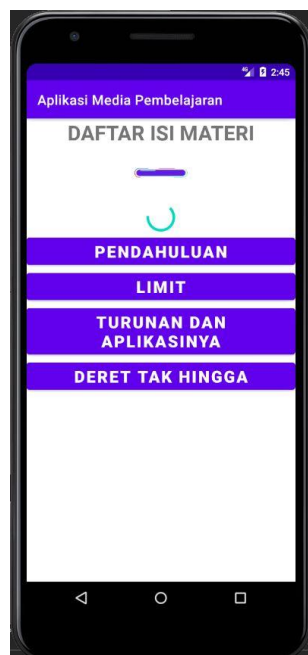 2:45
Aplikasi Media Pembelajaran
DAFTAR ISI MATERI
PENDAHULUAN
LIMIT
TURUNAN DAN
APLIKASINYA
DERET TAK HINGGA